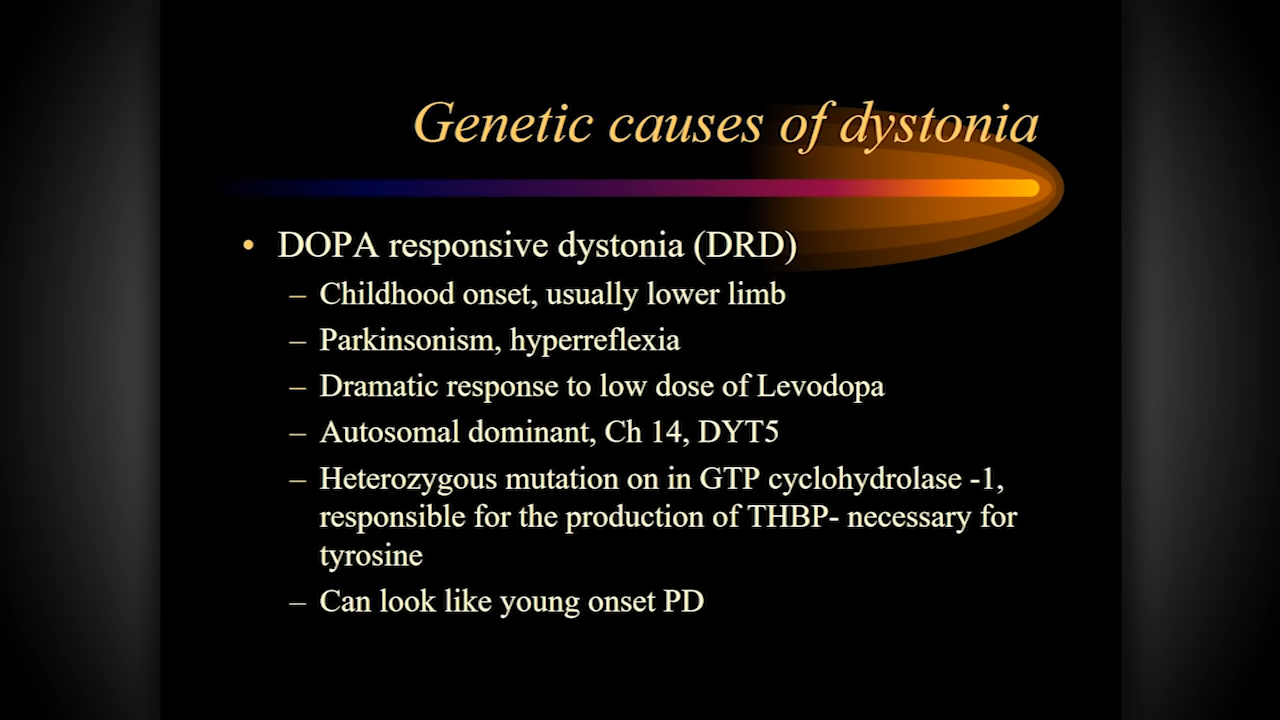 Genetic causes of dystonia
• DOPA responsive dystonia (DRD)
– Childhood onset, usually lower limb
– Parkinsonism, hyperreflexia
– Dramatic response to low dose of Levodopa
– Autosomal dominant, Ch 14, DYT5
– Heterozygous mutation on in GTP cyclohydrolase -1,
responsible for the production of THBP- necessary for
tyrosine
– Can look like young onset PD